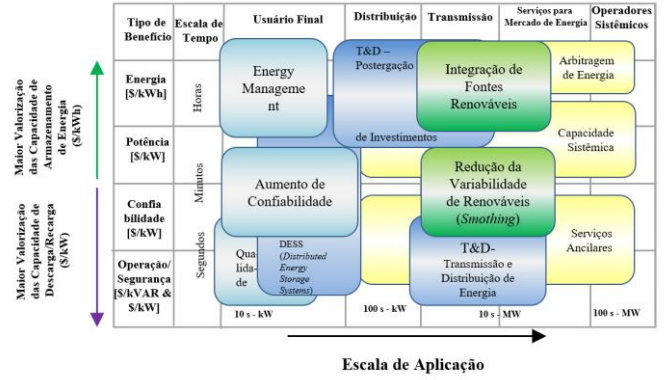 Tipo de
Benefício
Escala de
Tempo
Usuário Final
Distribuição
Transmissão
Serviços para
Mercado de Energia
Operadores
Sistêmicos
Maior Valorização
das Capacidade de
Armazenamento
de Energia
($/kWh)
Maior Valorização
das Capacidade de
Descarga/Recarga
($/kW)
Energia
[$/kWh]
Potência
[$/kW]
Confia
bilidade
[$/kW]
Operação/
Segurança
[$/kVAR &
$/kW]
Horas
Minutos
Segundos
Energy
Manageme
nt
T&D –
Postergação
de Investimentos
Integração de
Fontes
Renováveis
Arbitragem
de Energia
Capacidade
Sistêmica
Aumento de
Confiabilidade
Redução da
Variabilidade
de Renováveis
(Smothing)
Qua
lida-
de
DESS
(Distributed
Energy
Storage
Systems)
T&D-
Transmissão e
Distribuição de
Energia
Serviços
Ancilares
10 s - kW
100 s - kW
10 s - MW
100 s - MW
Escala de Aplicação